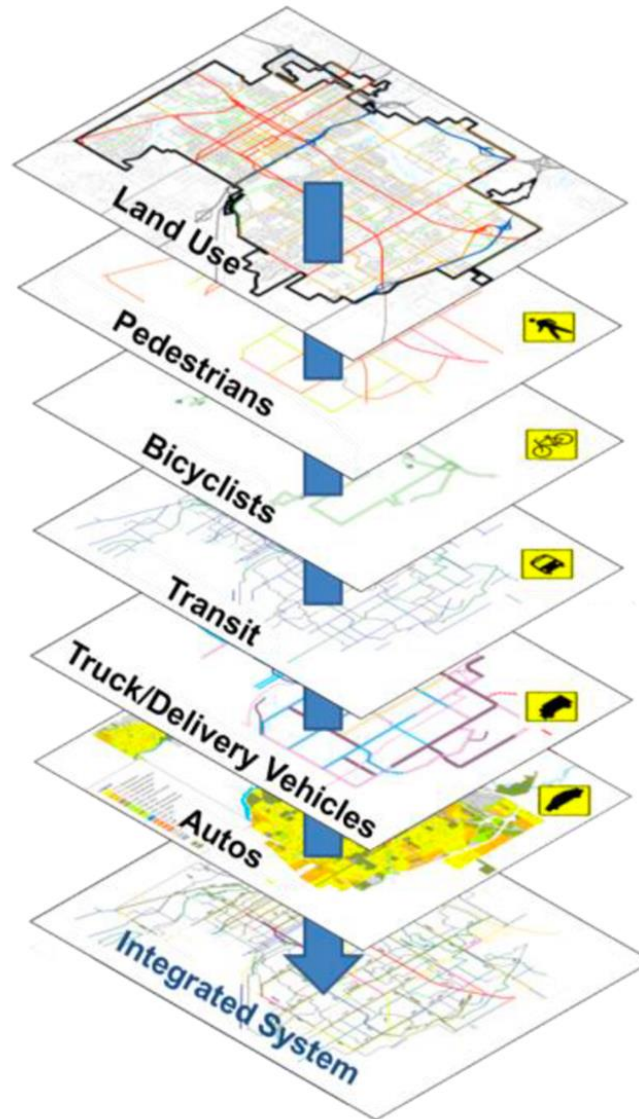 Land Use
Pedestrians
Bicyclists
Transit
Truck/Delivery Vehicles
Autos
Integrated System